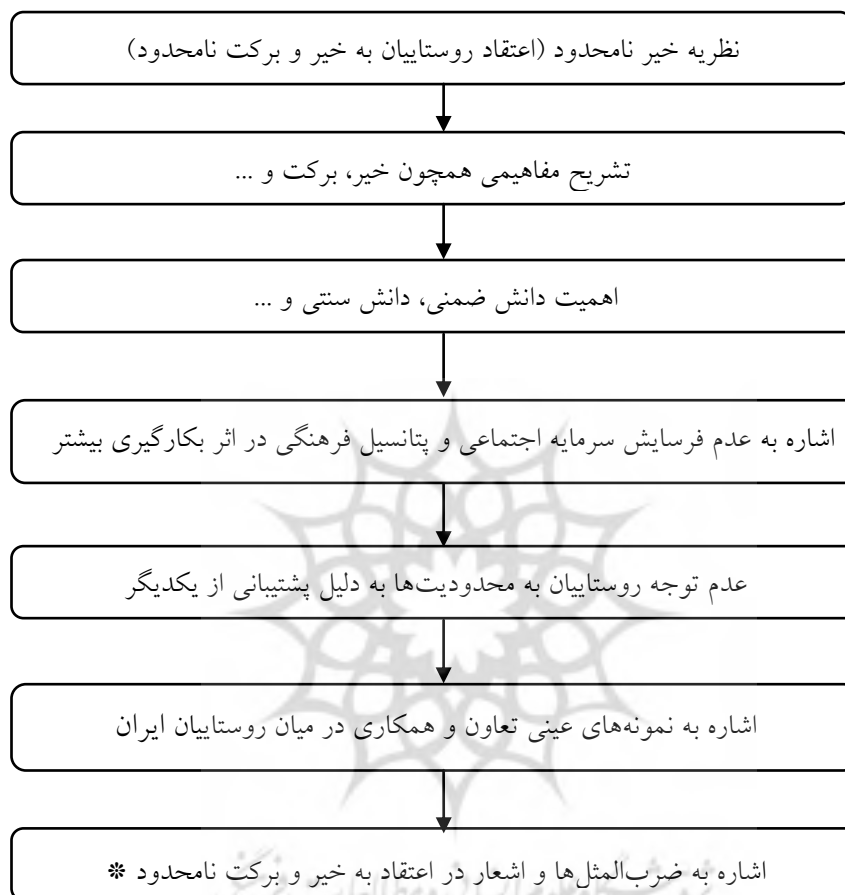 نظریه خیر نامحدود (اعتقاد روستاییان به خیر و برکت نامحدود)
تشریح مفاهیمی همچون خیر، برکت و ...
اهمیت دانش ضمنی، دانش سنتی و ...
اشاره به عدم فرسایش سرمایه اجتماعی و پتانسیل فرهنگی در اثر بکارگیری بیشتر
عدم توجه روستاییان به محدودیت‌ها به دلیل پشتیبانی از یکدیگر
اشاره به نمونه‌های عینی تعاون و همکاری در میان روستاییان ایران
اشاره به ضرب‌المثل‌ها و اشعار در اعتقاد به خیر و برکت نامحدود *